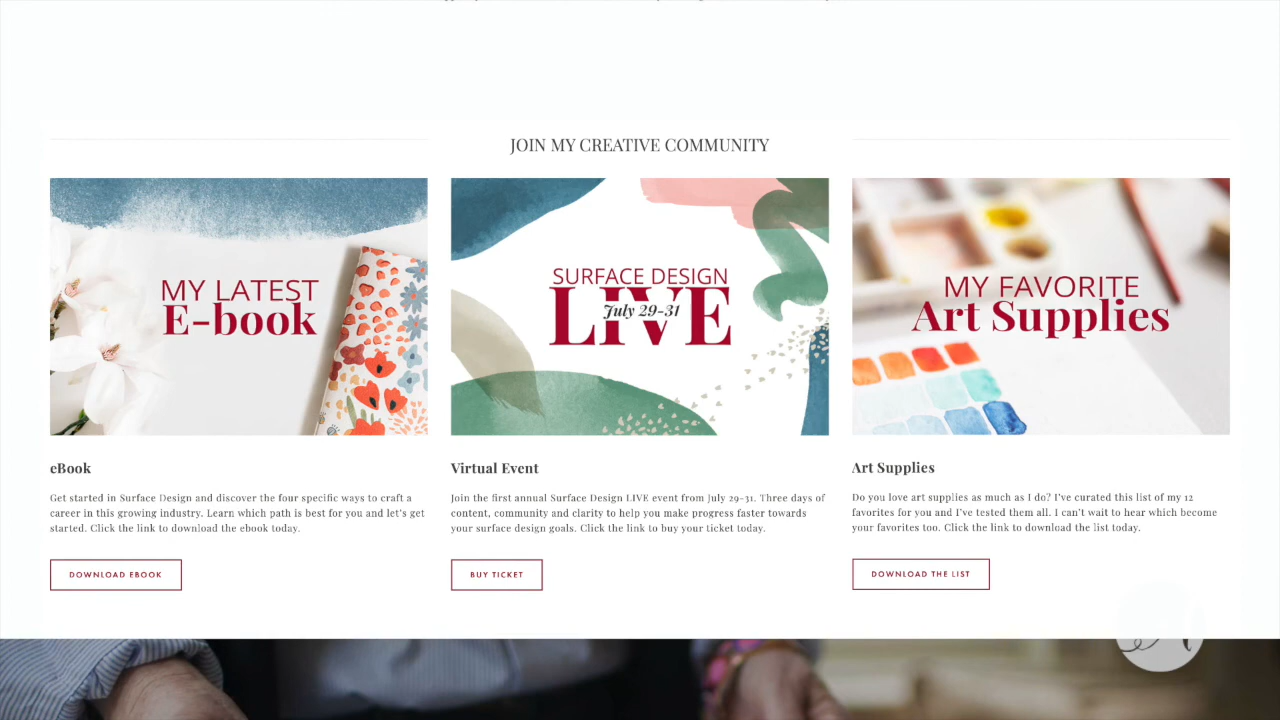 JOIN MY CREATIVE COMMUNITY
MY LATEST
E-book
SURFACE DESIGN
LIVE
July 29-31
MY FAVORITE
Art Supplies
eBook
Get started in Surface Design and discover the four specific ways to craft a
career in this growing industry. Learn which path is best for you and let's get
started. Click the link to download the ebook today.
DOWNLOAD EBOOK
Virtual Event
Join the first annual Surface Design LIVE event from July 29-31. Three days of
content, community and clarity to help you make progress faster towards
your surface design goals. Click the link to buy your ticket today.
BUY TICKET
Art Supplies
Do you love art supplies as much as I do? I've curated this list of my 12
favorites for you and I've tested them all. I can't wait to hear which become
your favorites too. Click the link to download the list today.
DOWNLOAD THE LIST